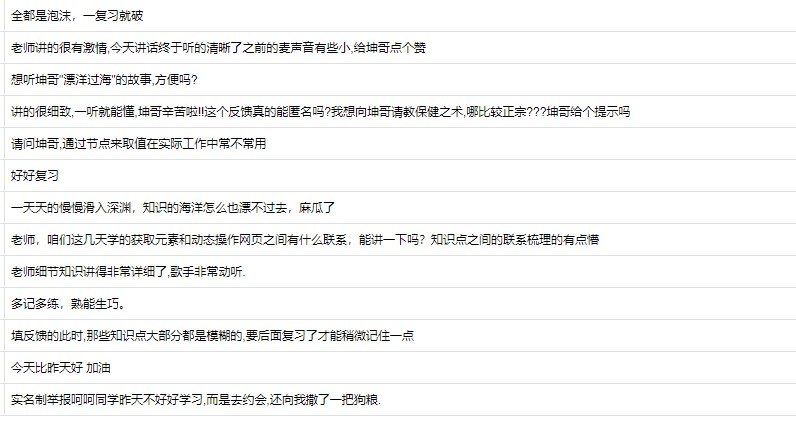 全都是泡沫，一复习就破
老师讲的很有激情,今天讲话终于听的清晰了之前的麦声音有些小,给坤哥点个赞
想听坤哥"漂洋过海"的故事,方便吗?
讲的很细致,一听就能懂,坤哥辛苦啦!!这个反馈真的能匿名吗?我想向坤哥请教保健之术,哪比较正宗???坤哥给个提示吗
请问坤哥,通过节点来取值在实际工作中常不常用
好好复习
一天天的慢慢滑入深渊，知识的海洋怎么也漂不过去，麻瓜了
老师，咱们这几天学的获取元素和动态操作网页之间有什么联系，能讲一下吗？知识点之间的联系梳理的有点懵
老师细节知识讲得非常详细了,歌手非常动听.
多记多练，熟能生巧。
填反馈的此时,那些知识点大部分都是模糊的,要后面复习了才能稍微记住一点
今天比昨天好 加油
实名制举报呵呵同学昨天不好好学习,而是去约会,还向我撒了一把狗粮.